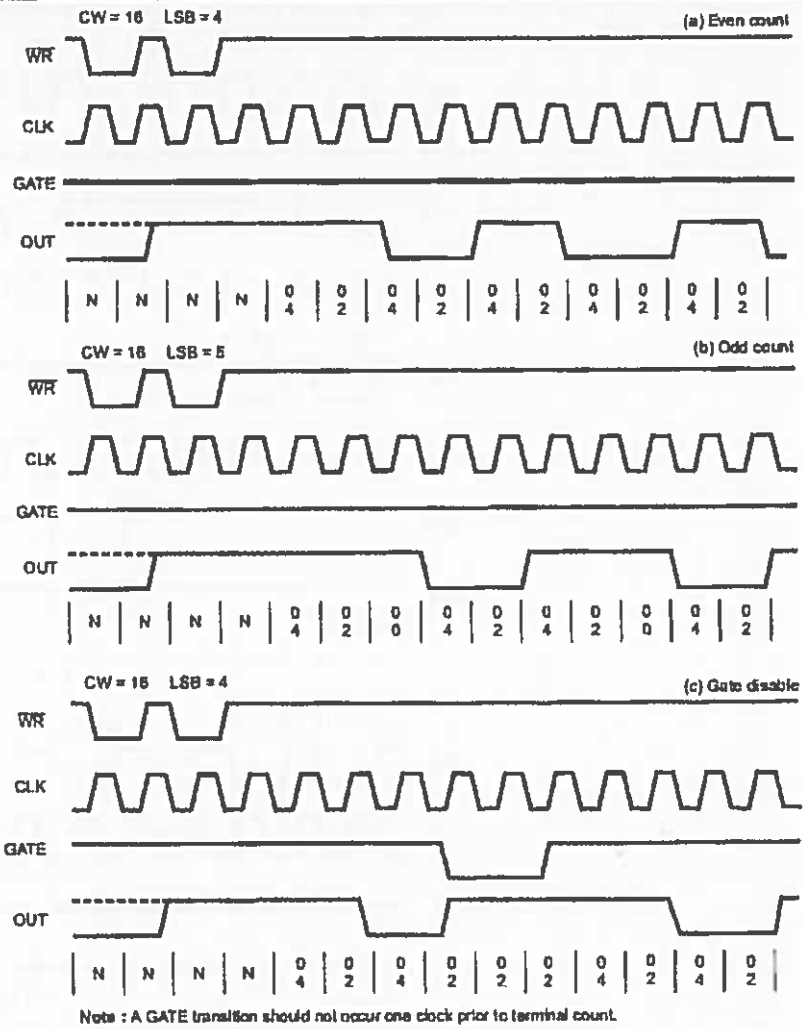 CW = 16 LSB = 4 (a) Even count
WR
CLK
GATE
OUT
N N N N 0 0 0 0 0 0 0 0 0 0
4 2 4 2 4 2 4 2 4 2
CW = 16 LSB = 5 (b) Odd count
WR
CLK
GATE
OUT
N N N N 0 0 0 0 0 0 0 0 0 0
4 2 0 4 2 4 2 0 4 2
CW = 16 LSB = 4 (c) Gate disable
WR
CLK
GATE
OUT
N N N N 0 0 0 0 0 0 0 0 0 0
4 2 4 2 2 2 4 2 4 2
Note : A GATE transition should not occur one clock prior to terminal count.